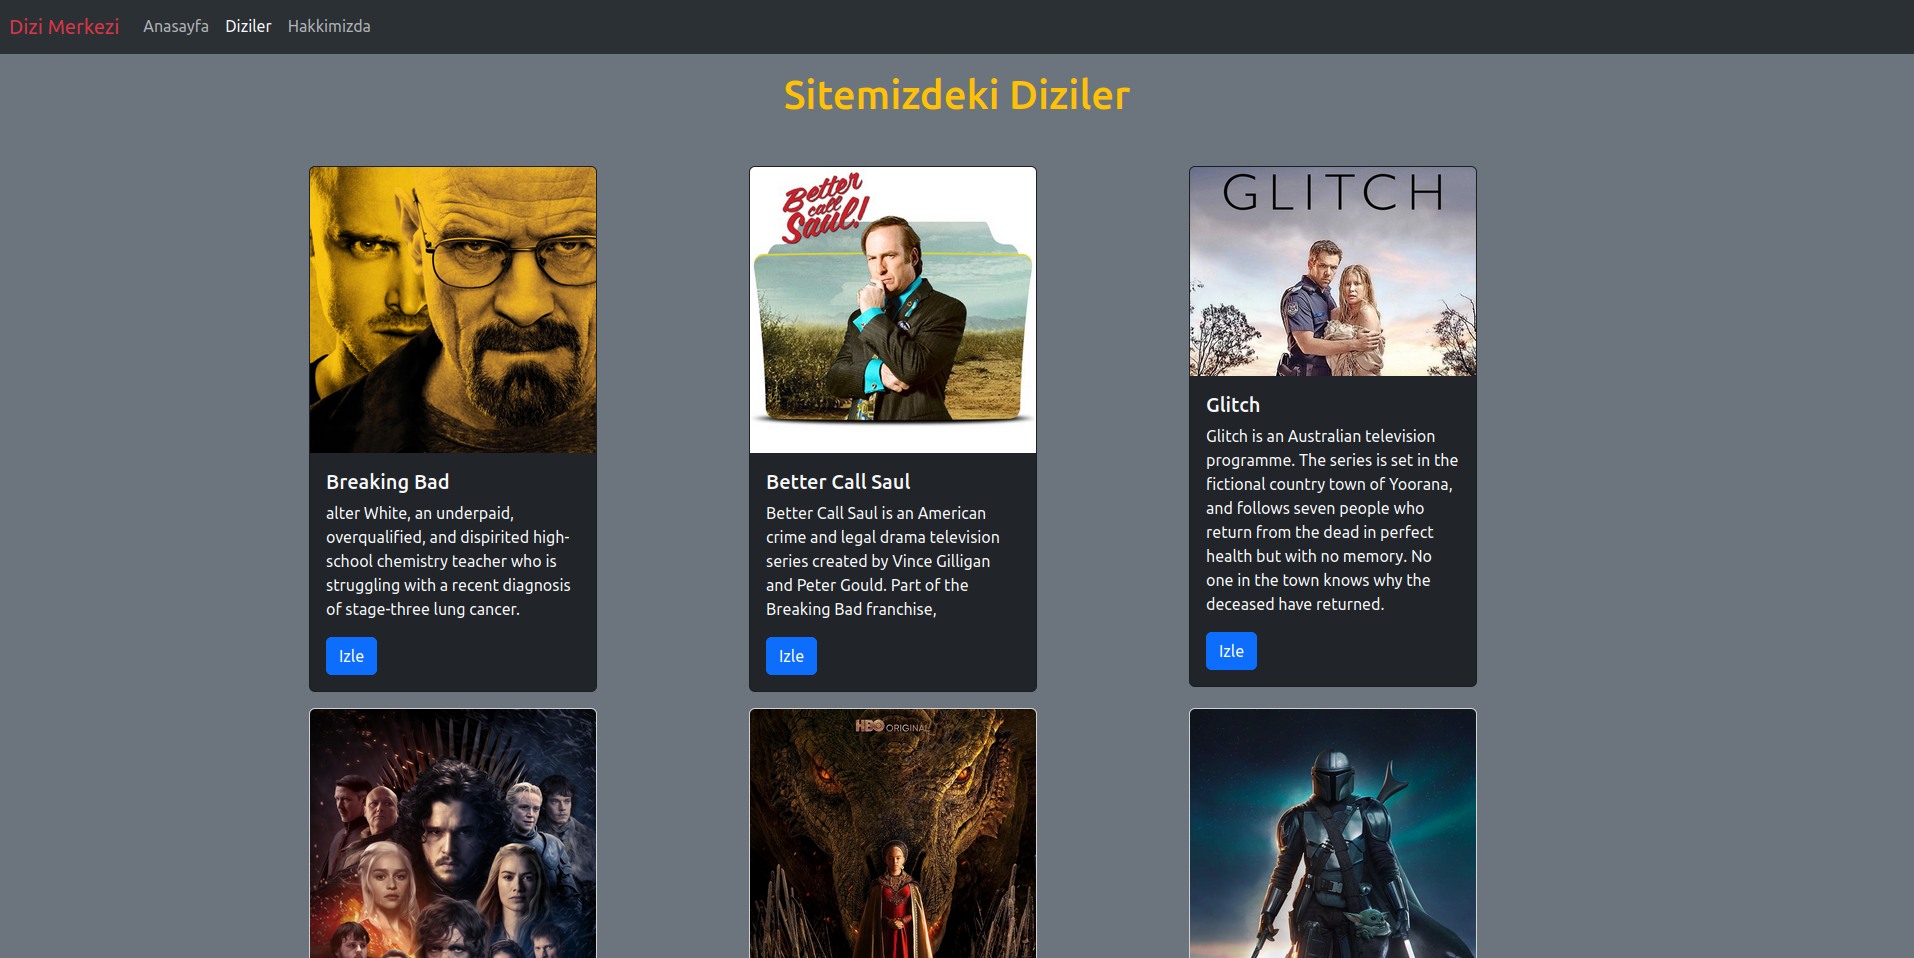 Dizi Merkezi Anasayfa Diziler Hakkimizda
Sitemizdeki Diziler
Better
call
Saul!
GLITCH
Breaking Bad
alter White, an underpaid,
overqualified, and dispirited high-
school chemistry teacher who is
struggling with a recent diagnosis
of stage-three lung cancer.
Izle
Better Call Saul
Better Call Saul is an American
crime and legal drama television
series created by Vince Gilligan
and Peter Gould. Part of the
Breaking Bad franchise,
Izle
Glitch
Glitch is an Australian television
programme. The series is set in the
fictional country town of Yoorana,
and follows seven people who
return from the dead in perfect
health but with no memory. No
one in the town knows why the
deceased have returned.
Izle
HBO ORIGINAL